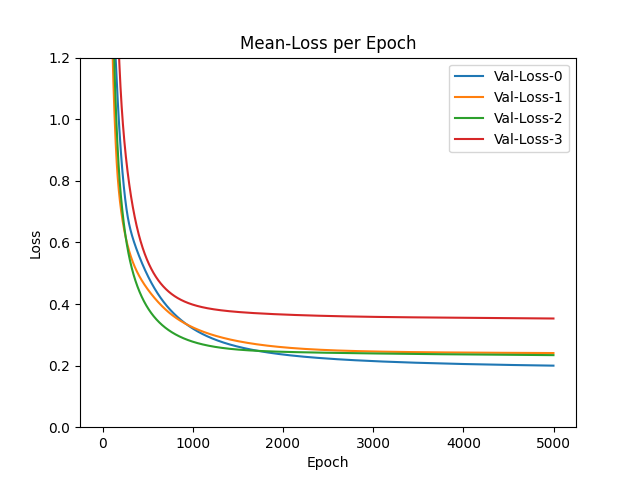 Mean-Loss per Epoch
Val-Loss-0
Val-Loss-1
Val-Loss-2
Val-Loss-3
Loss
1.2
1.0
0.8
0.6
0.4
0.2
0.0
0 1000 2000 3000 4000 5000
Epoch